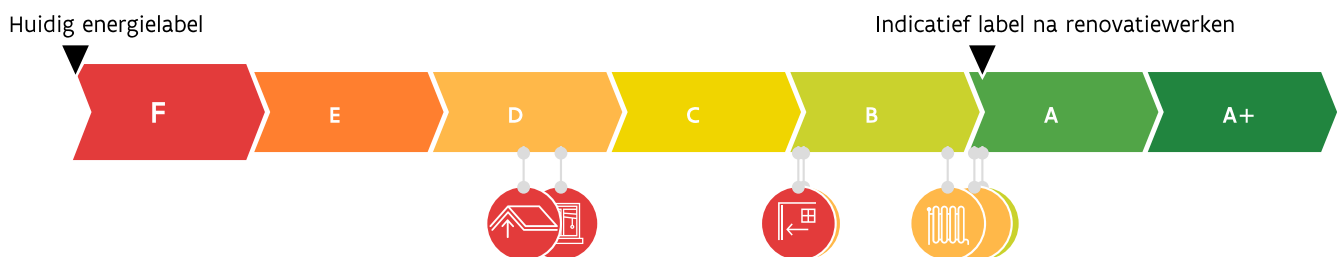 Huidig energielabel
Indicatief label na renovatiewerken
F
E
D
C
B
A
A+